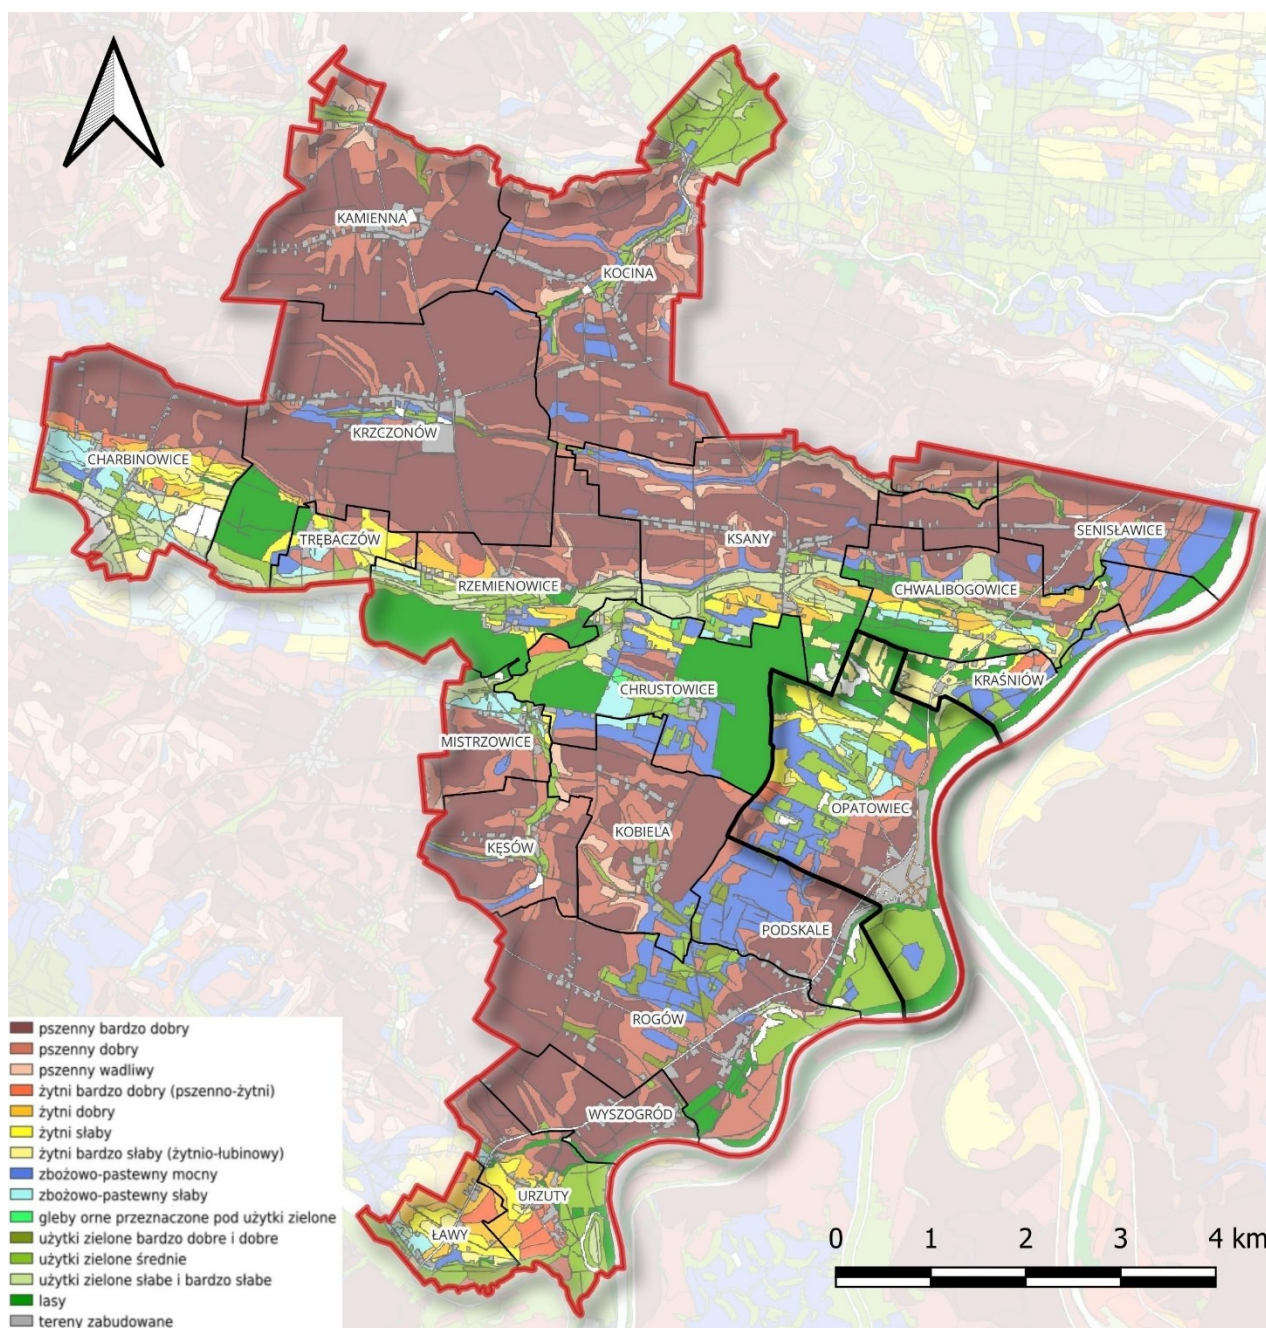 KAMIENNA
KOCINA
KRZCZONÓW
CHARBINOWICE
TRĘBACZÓW
KSANY
SENISŁAWICE
RZEMIENOWICE
CHWALIBOGOWICE
CHRUSTOWICE
KRAŚNIÓW
MISTRZOWICE
OPATOWIEC
KOBIELA
KĘSÓW
PODSKALE
ROGÓW
WYSZOGRÓD
URZUTY
ŁAWY
pszenny bardzo dobry
pszenny dobry
pszenny wadliwy
żytni bardzo dobry (pszenno-żytni)
żytni dobry
żytni słaby
żytni bardzo słaby (żytnio-łubinowy)
zbożowo-pastewny mocny
zbożowo-pastewny słaby
gleby orne przeznaczone pod użytki zielone
użytki zielone bardzo dobre i dobre
użytki zielone średnie
użytki zielone słabe i bardzo słabe
lasy
tereny zabudowane
0 1 2 3 4 km